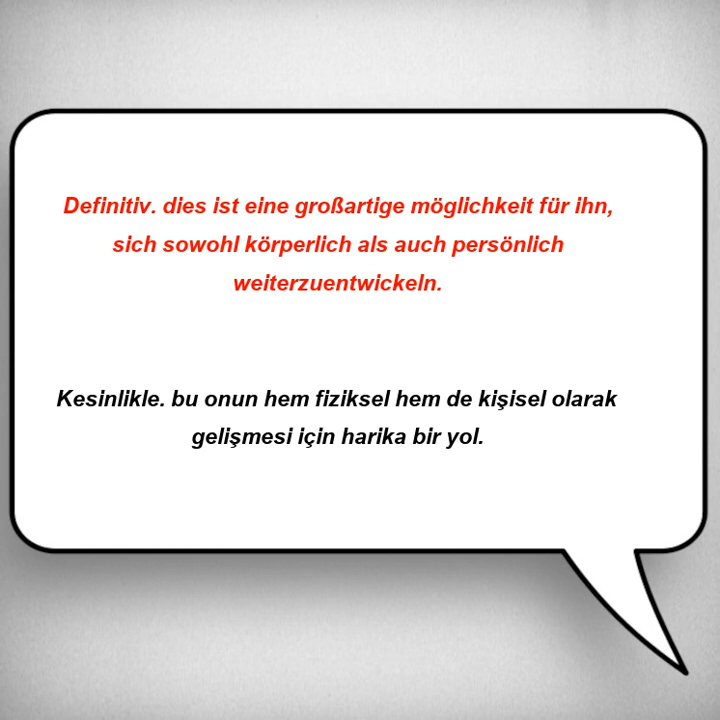 Definitiv. dies ist eine großartige möglichkeit für ihn,
sich sowohl körperlich als auch persönlich
weiterzuentwickeln.
Kesinlikle. bu onun hem fiziksel hem de kişisel olarak
gelişmesi için harika bir yol.